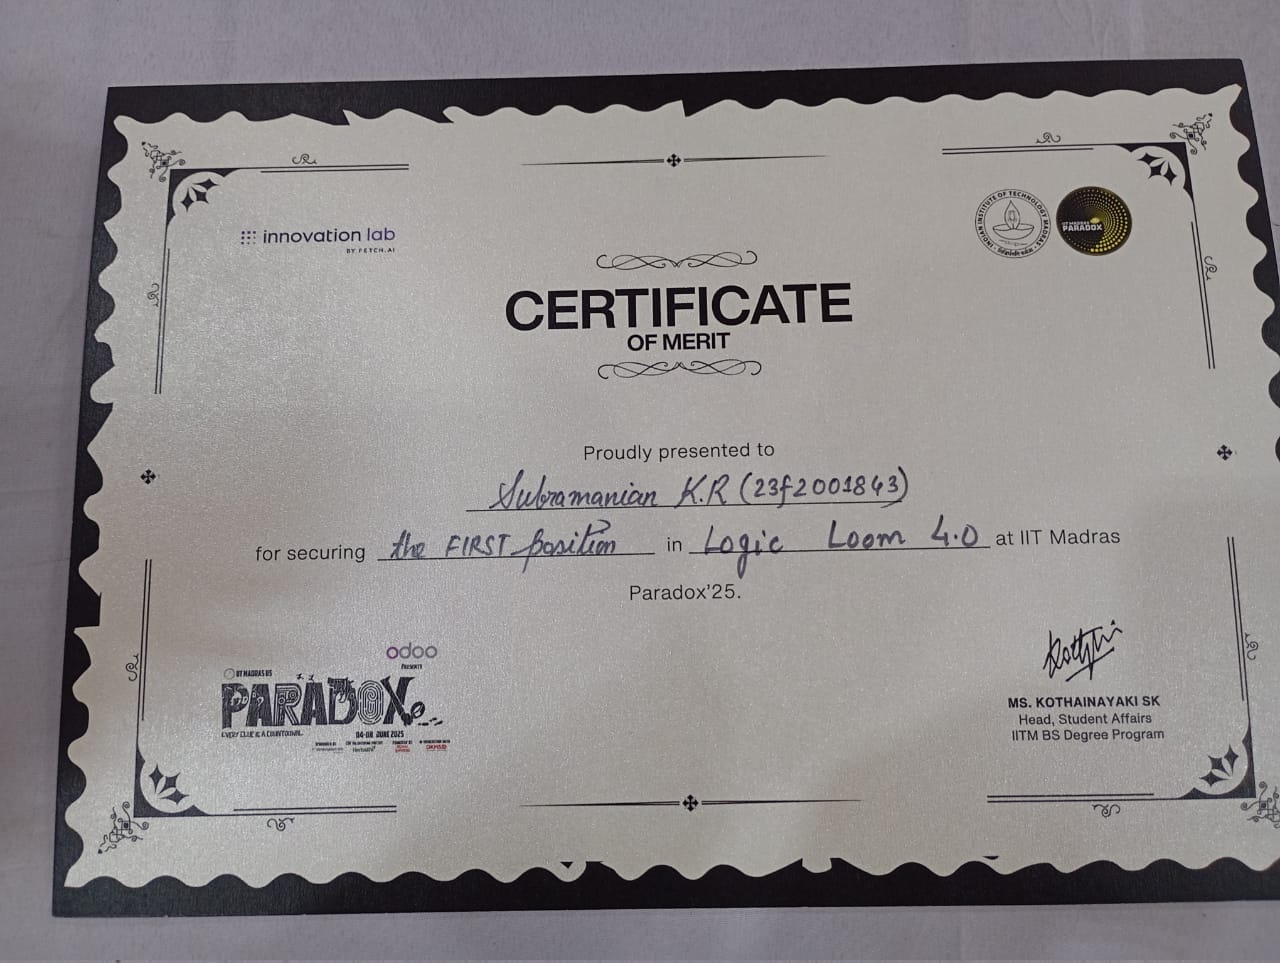 innovation lab
BY FETCH.AI
INDIAN INSTITUTE OF TECHNOLOGY MADRAS
IIT MADRAS
PARADOX
CERTIFICATE
OF MERIT
Proudly presented to
Subramanian K.R (23f2001843)
for securing the FIRST position in Logic Loom 4.0 at IIT Madras
Paradox'25.
odoo
PRESENTS
IIT MADRAS BS
PARADOX
EVERY CLUE IS A COUNTDOWN.
04-08 JUNE 2025
MS. KOTHAINAYAKI SK
Head, Student Affairs
IITM BS Degree Program